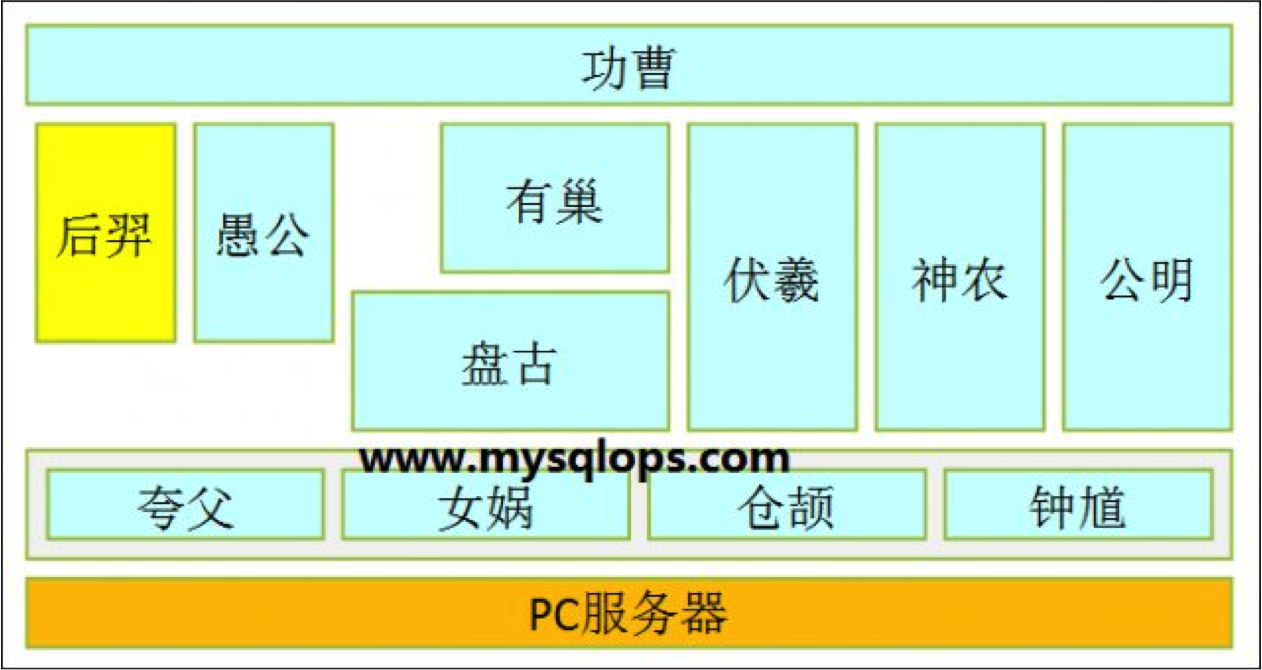 功曹
后羿
愚公
有巢
盘古
伏羲
神农
公明
www.mysqlops.com
夸父
女娲
仓颉
钟馗
PC服务器